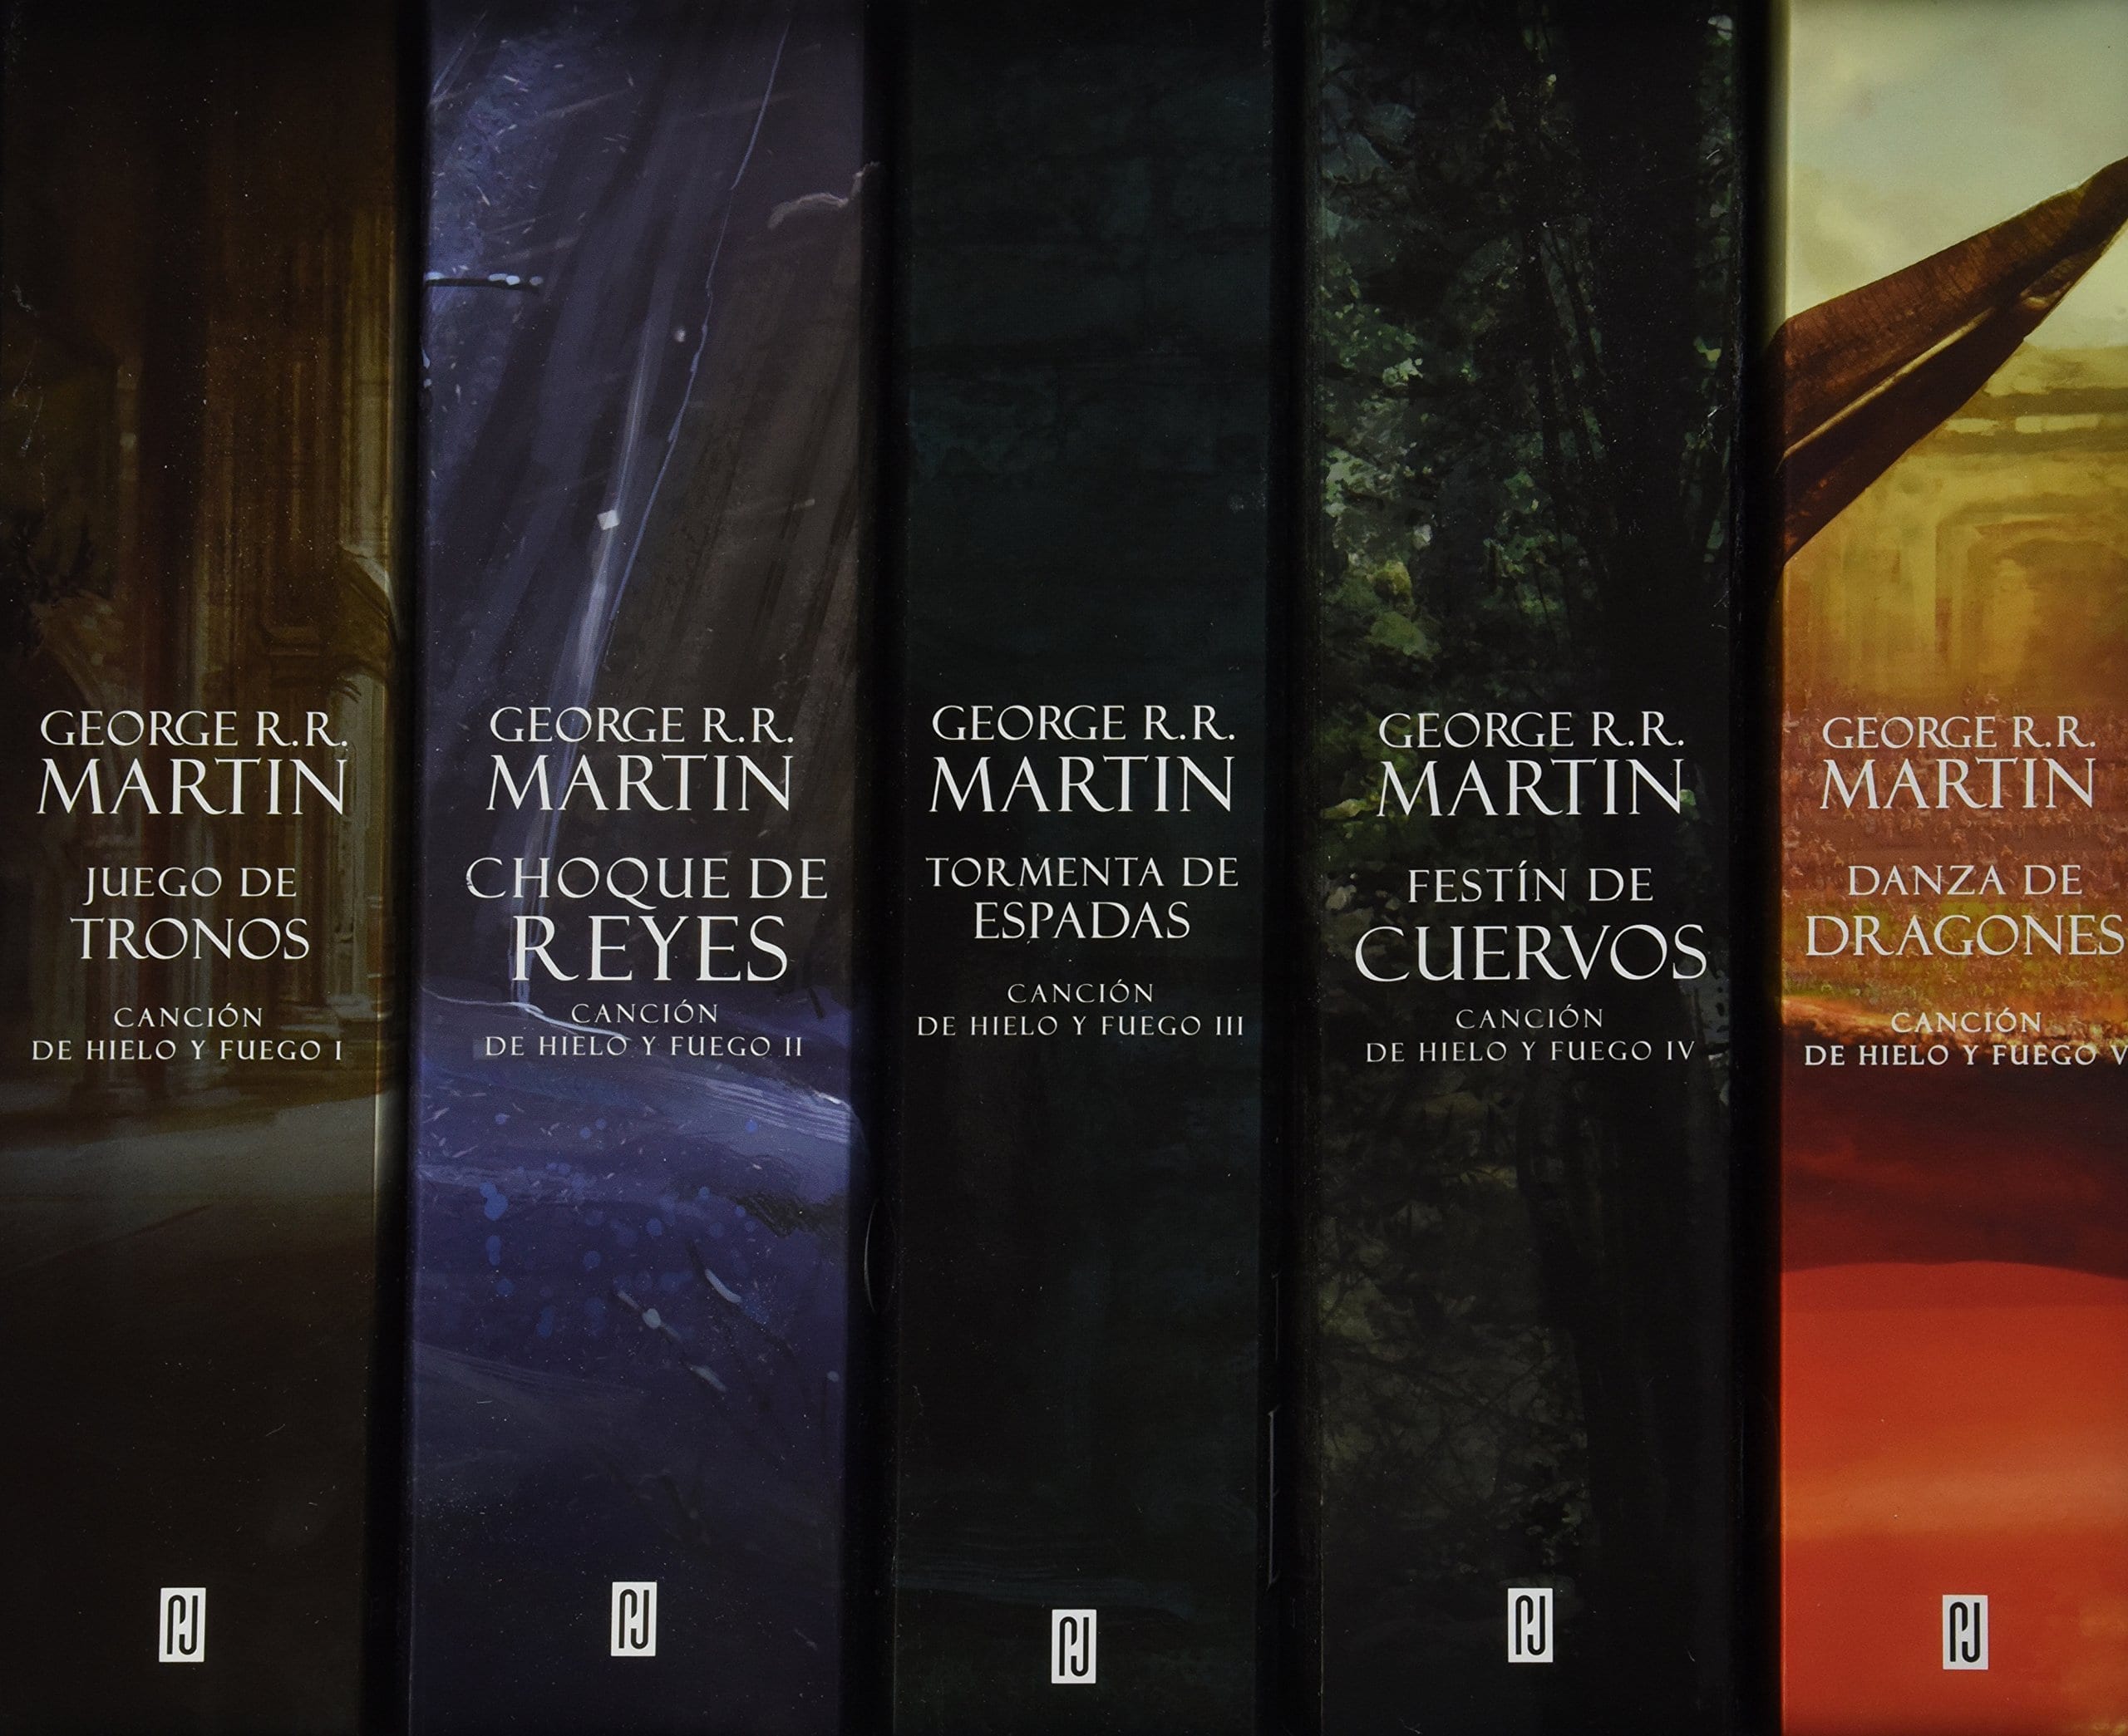 GEORGE R.R.
MARTIN
JUEGO DE
TRONOS
CANCIÓN
DE HIELO Y FUEGO I
GEORGE R.R.
MARTIN
CHOQUE DE
REYES
CANCIÓN
DE HIELO Y FUEGO II
GEORGE R.R.
MARTIN
TORMENTA DE
ESPADAS
CANCIÓN
DE HIELO Y FUEGO III
GEORGE R.R.
MARTIN
FESTÍN DE
CUERVOS
CANCIÓN
DE HIELO Y FUEGO IV
GEORGE R.R.
MARTIN
DANZA DE
DRAGONES
CANCIÓN
DE HIELO Y FUEGO V